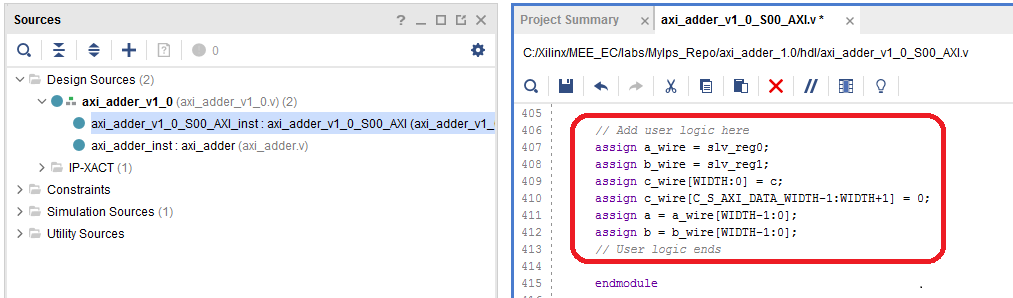 Sources
? _
0
Design Sources (2)
axi_adder_v1_0 (axi_adder_v1_0.v) (2)
axi_adder_v1_0_S00_AXI_inst : axi_adder_v1_0_S00_AXI (axi_adder_v1_
axi_adder_inst : axi_adder (axi_adder.v)
IP-XACT (1)
Constraints
Simulation Sources (1)
Utility Sources
Project Summary
axi_adder_v1_0_S00_AXI.v *
C:/Xilinx/MEE_EC/labs/MyIps_Repo/axi_adder_1.0/hdl/axi_adder_v1_0_S00_AXI.v
405
406 // Add user logic here
407 assign a_wire = slv_reg0;
408 assign b_wire = slv_reg1;
409 assign c_wire[WIDTH:0] = c;
410 assign c_wire[C_S_AXI_DATA_WIDTH-1:WIDTH+1] = 0;
411 assign a = a_wire[WIDTH-1:0];
412 assign b = b_wire[WIDTH-1:0];
413 // User logic ends
414
415 endmodule